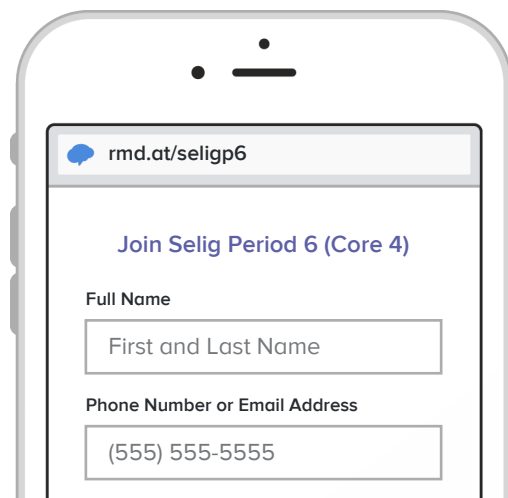 rmd.at/seligp6
Join Selig Period 6 (Core 4)
Full Name
First and Last Name
Phone Number or Email Address
(555) 555-5555